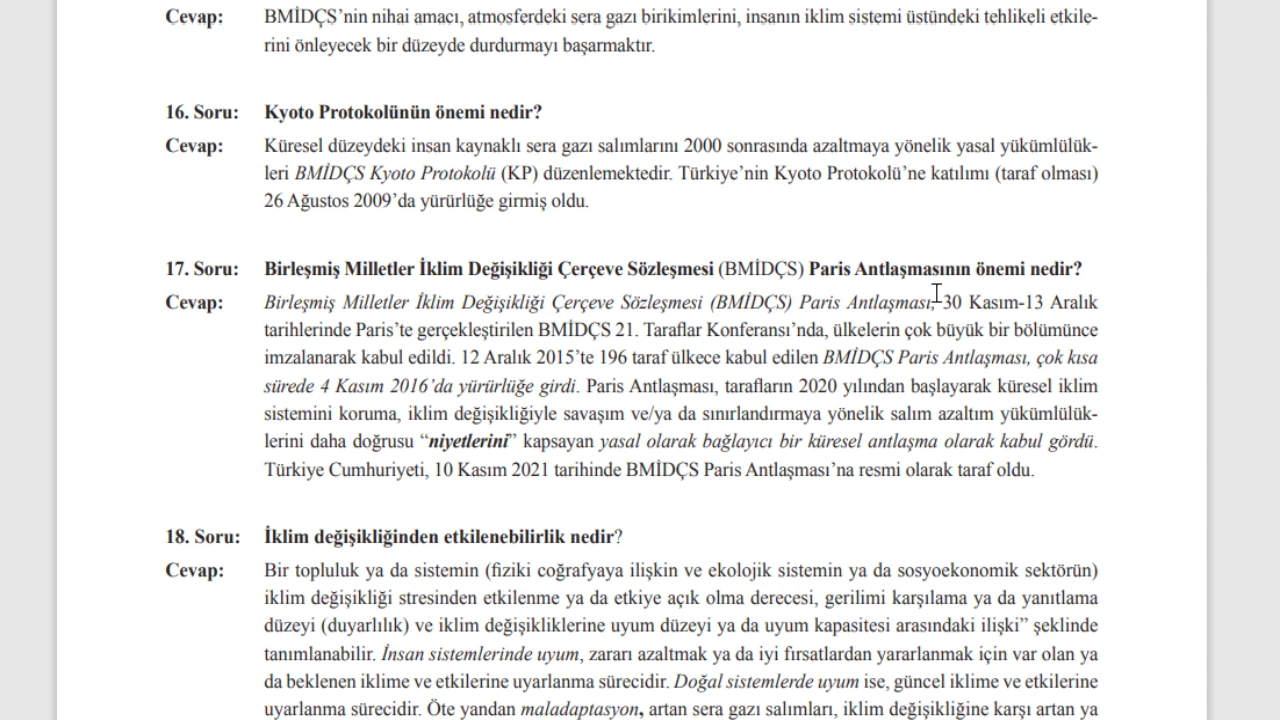 Cevap: BMİDÇS’nin nihai amacı, atmosferdeki sera gazı birikimlerini, insanın iklim sistemi üstündeki tehlikeli etkile-
rini önleyecek bir düzeyde durdurmayı başarmaktır.
16. Soru: Kyoto Protokolünün önemi nedir?
Cevap: Küresel düzeydeki insan kaynaklı sera gazı salımlarını 2000 sonrasında azaltmaya yönelik yasal yükümlülük-
leri BMİDÇS Kyoto Protokolü (KP) düzenlemektedir. Türkiye’nin Kyoto Protokolü’ne katılımı (taraf olması)
26 Ağustos 2009’da yürürlüğe girmiş oldu.
17. Soru: Birleşmiş Milletler İklim Değişikliği Çerçeve Sözleşmesi (BMİDÇS) Paris Antlaşmasının önemi nedir?
Cevap: Birleşmiş Milletler İklim Değişikliği Çerçeve Sözleşmesi (BMİDÇS) Paris Antlaşması, 30 Kasım-13 Aralık
tarihlerinde Paris’te gerçekleştirilen BMİDÇS 21. Taraflar Konferansı’nda, ülkelerin çok büyük bir bölümünce
imzalanarak kabul edildi. 12 Aralık 2015’te 196 taraf ülkece kabul edilen BMİDÇS Paris Antlaşması, çok kısa
sürede 4 Kasım 2016’da yürürlüğe girdi. Paris Antlaşması, tarafların 2020 yılından başlayarak küresel iklim
sistemini koruma, iklim değişikliğiyle savaşım ve/ya da sınırlandırmaya yönelik salım azaltım yükümlülük-
lerini daha doğrusu “niyetlerini” kapsayan yasal olarak bağlayıcı bir küresel antlaşma olarak kabul gördü.
Türkiye Cumhuriyeti, 10 Kasım 2021 tarihinde BMİDÇS Paris Antlaşması’na resmi olarak taraf oldu.
18. Soru: İklim değişikliğinden etkilenebilirlik nedir?
Cevap: Bir topluluk ya da sistemin (fiziki coğrafyaya ilişkin ve ekolojik sistemin ya da sosyoekonomik sektörün)
iklim değişikliği stresinden etkilenme ya da etkiye açık olma derecesi, gerilimi karşılama ya da yanıtlama
düzeyi (duyarlılık) ve iklim değişikliklerine uyum düzeyi ya da uyum kapasitesi arasındaki ilişki” şeklinde
tanımlanabilir. İnsan sistemlerinde uyum, zararı azaltmak ya da iyi fırsatlardan yararlanmak için var olan ya
da beklenen iklime ve etkilerine uyarlanma sürecidir. Doğal sistemlerde uyum ise, güncel iklime ve etkilerine
uyarlanma sürecidir. Öte yandan maladaptasyon, artan sera gazı salımları, iklim değişikliğine karşı artan ya